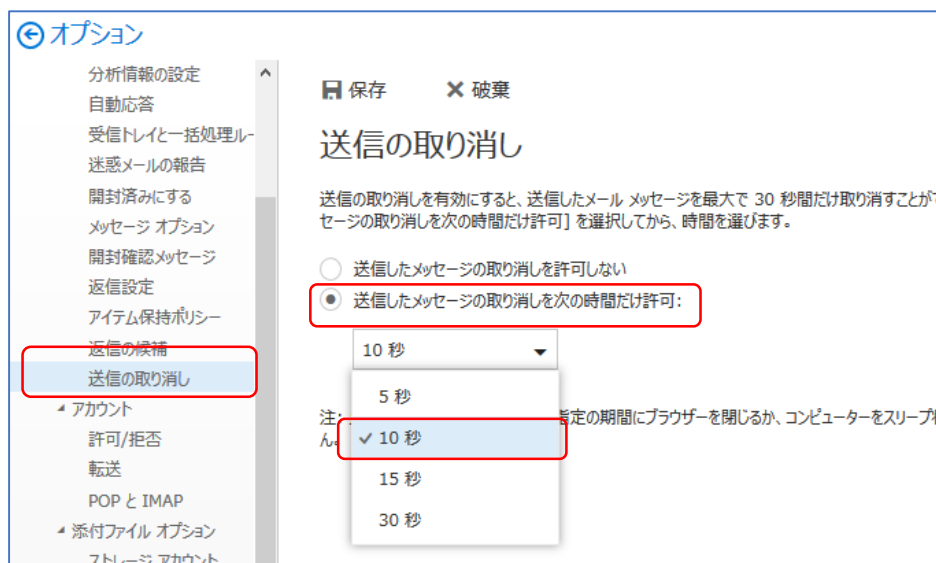 オプション
分析情報の設定
自動応答
受信トレイと一括処理ルー
迷惑メールの報告
開封済みにする
メッセージ オプション
開封確認メッセージ
返信設定
アイテム保持ポリシー
返信の候補
送信の取り消し
アカウント
許可/拒否
転送
POP と IMAP
添付ファイル オプション
ストレージ アカウント
保存 破棄
送信の取り消し
送信の取り消しを有効にすると、送信したメール メッセージを最大で 30 秒間だけ取り消すことが
セージの取り消しを次の時間だけ許可] を選択してから、時間を選びます。
送信したメッセージの取り消しを許可しない
送信したメッセージの取り消しを次の時間だけ許可:
10 秒
5 秒
10 秒
15 秒
30 秒
注: 指定の期間にブラウザーを閉じるか、コンピューターをスリープ
ん。